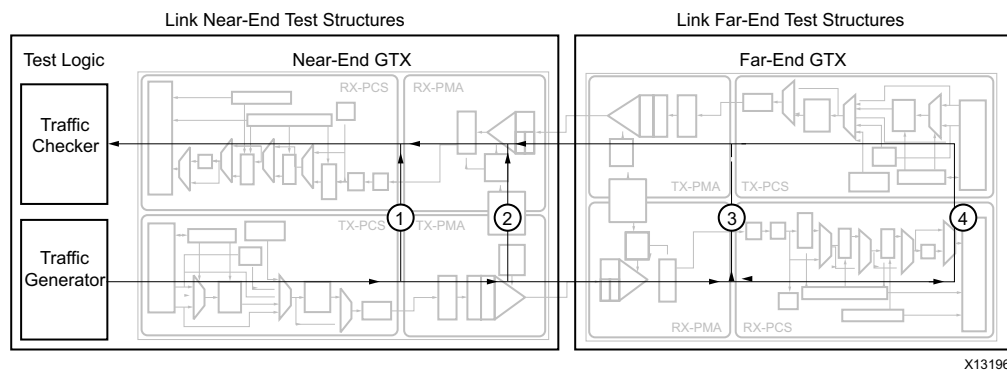 Link Near-End Test Structures
Link Far-End Test Structures
Test Logic
Near-End GTX
Far-End GTX
RX-PCS
RX-PMA
Traffic
Checker
TX-PMA
TX-PCS
1
2
3
4
TX-PCS
TX-PMA
Traffic
Generator
RX-PMA
RX-PCS
X13196